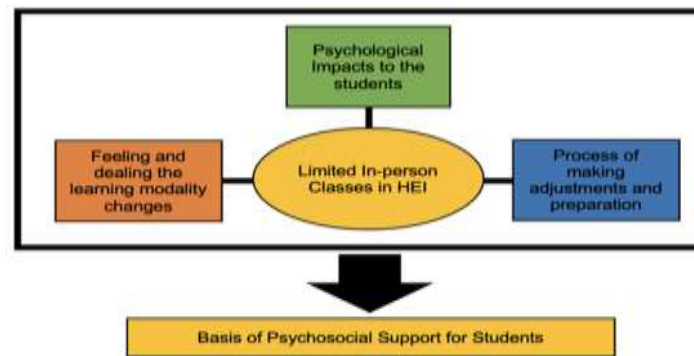 Psychological
Impacts to the
students
Feeling and
dealing the
learning modality
changes
Limited In-person
Classes in HEI
Process of
making
adjustments and
preparation
Basis of Psychosocial Support for Students